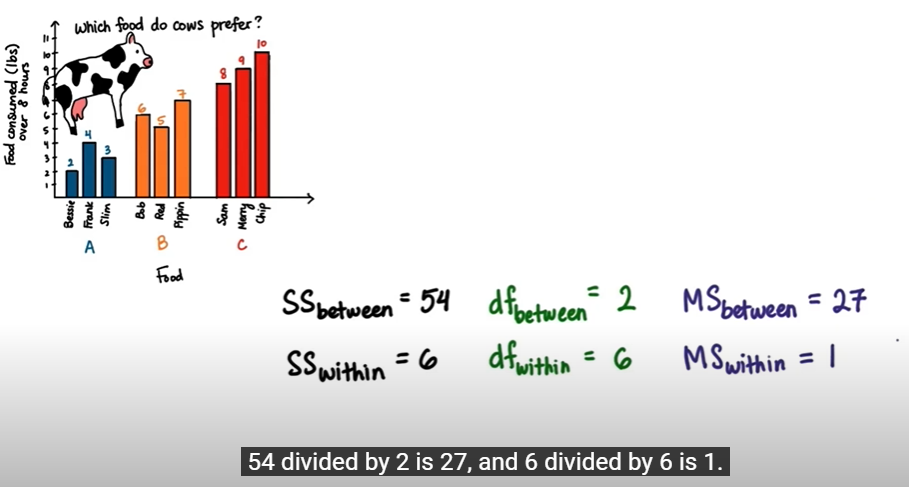 Which food do cows prefer?
Food consumed (lbs)
over 8 hours
11
10
9
8
6
5
4
3
2
1
2
4
3
6
5
7
8
9
10
Bessie
Frank
Slim
Bob
Red
Pippin
Sam
Merry
Chip
A
B
C
Food
SSbetween = 54 dfbetween = 2 MSbetween = 27
SSwithin = 6 dfwithin = 6 MSwithin = 1
54 divided by 2 is 27, and 6 divided by 6 is 1.